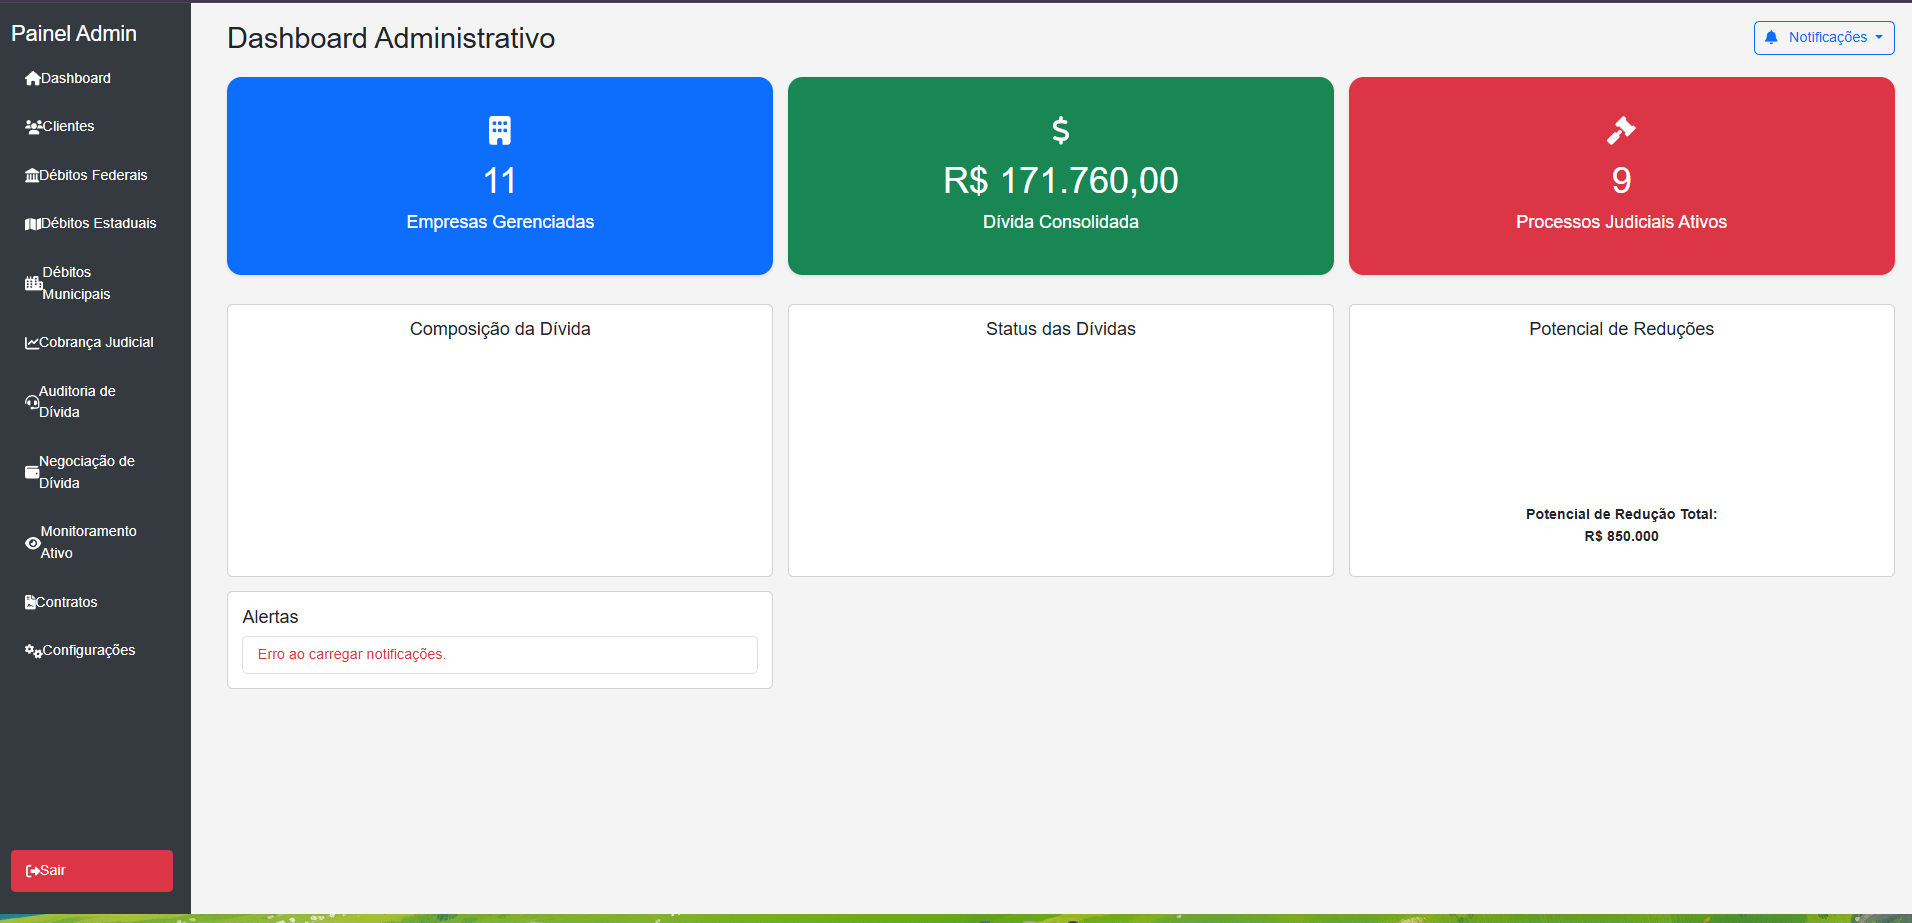 Painel Admin
Dashboard
Clientes
Débitos Federais
Débitos Estaduais
Débitos
Municipais
Cobrança Judicial
Auditoria de
Dívida
Negociação de
Dívida
Monitoramento
Ativo
Contratos
Configurações
Sair
Dashboard Administrativo
Notificações
11
Empresas Gerenciadas
R$ 171.760,00
Dívida Consolidada
9
Processos Judiciais Ativos
Composição da Dívida
Status das Dívidas
Potencial de Reduções
Potencial de Redução Total:
R$ 850.000
Alertas
Erro ao carregar notificações.